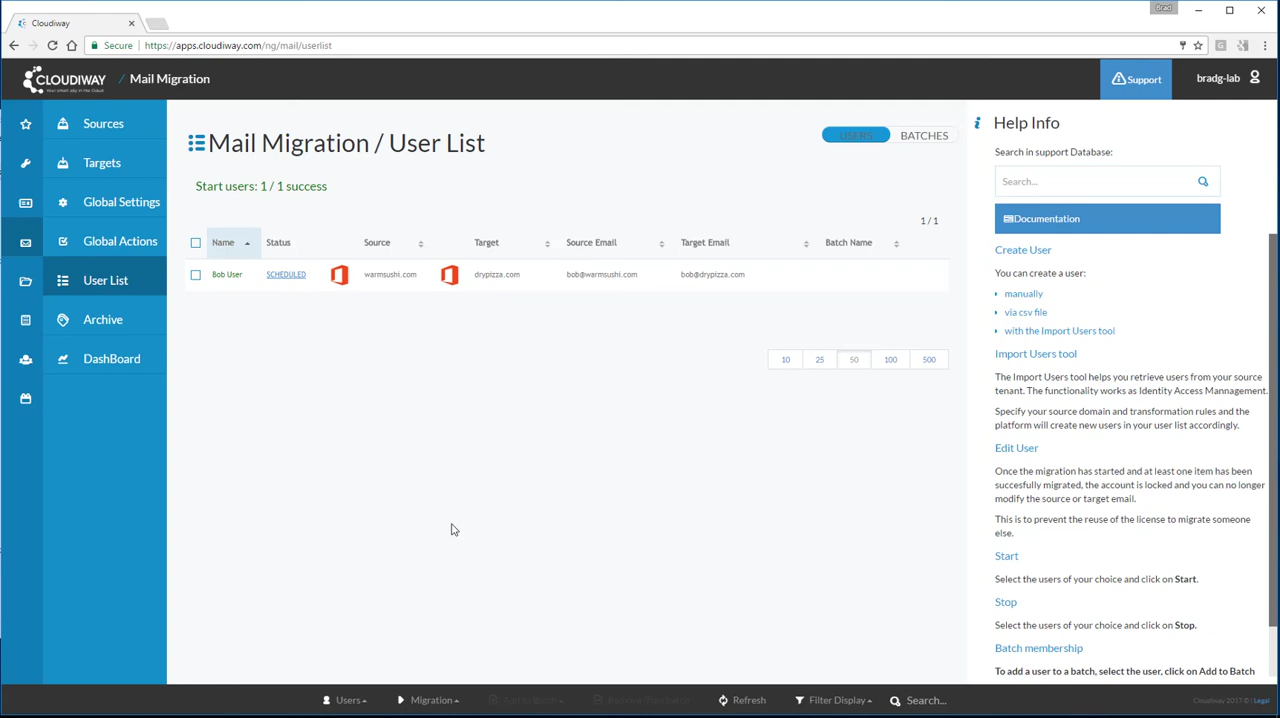 Brad
Cloudiway
Secure
https://apps.cloudiway.com/ng/mail/userlist
CLOUDIWAY
Your smart ally in the Cloud
/ Mail Migration
Support
bradg-lab
Sources
Targets
Global Settings
Global Actions
User List
Archive
DashBoard
Mail Migration / User List
USERS
BATCHES
Start users: 1 / 1 success
1 / 1
Name Status Source Target Source Email Target Email Batch Name
Bob User SCHEDULED warmsushi.com drypizza.com bob@warmsushi.com bob@drypizza.com
10 25 50 100 500
Help Info
Search in support Database:
Search...
Documentation
Create User
You can create a user:
manually
via csv file
with the Import Users tool
Import Users tool
The Import Users tool helps you retrieve users from your source
tenant. The functionality works as Identity Access Management.
Specify your source domain and transformation rules and the
platform will create new users in your user list accordingly.
Edit User
Once the migration has started and at least one item has been
succesfully migrated, the account is locked and you can no longer
modify the source or target email.
This is to prevent the reuse of the license to migrate someone
else.
Start
Select the users of your choice and click on Start.
Stop
Select the users of your choice and click on Stop.
Batch membership
To add a user to a batch, select the user, click on Add to Batch
Users
Migration
Refresh
Filter Display
Search...
Cloudiway 2017 © | Legal